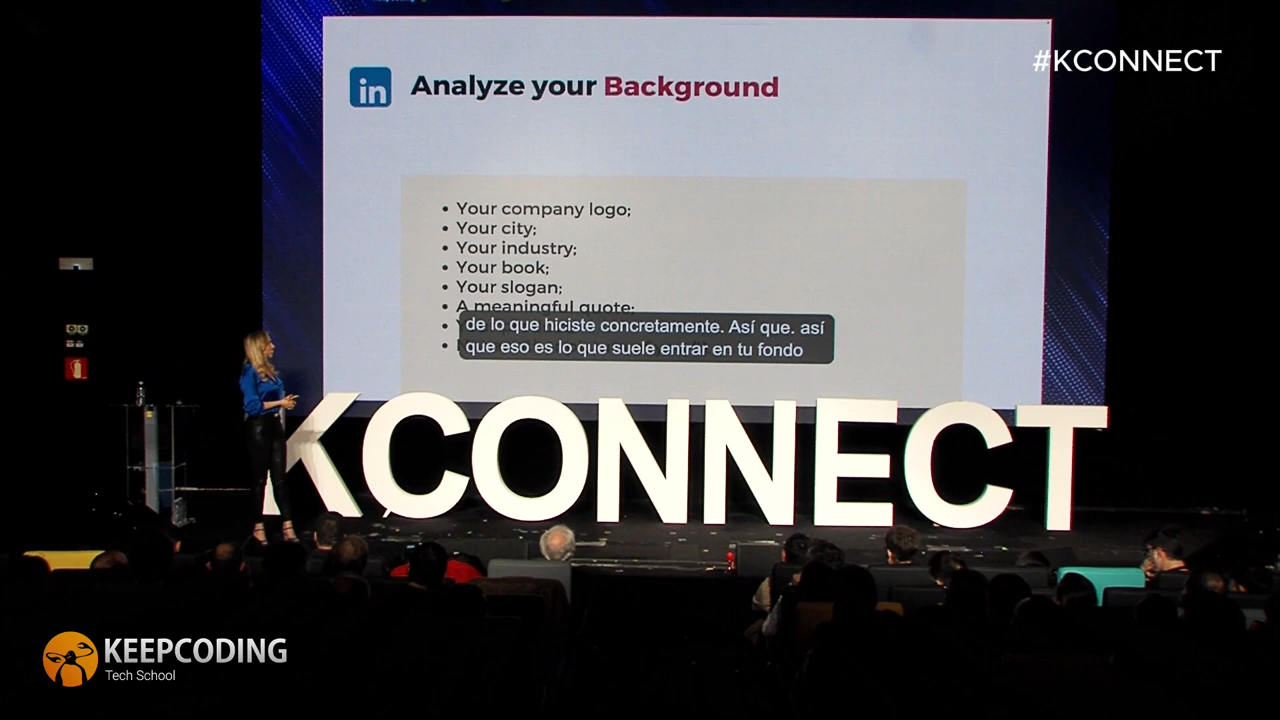 #KCONNECT
in
Analyze your Background
• Your company logo;
• Your city;
• Your industry;
• Your book;
• Your slogan;
• A meaningful quote;
de lo que hiciste concretamente. Así que. así
que eso es lo que suele entrar en tu fondo
KCONNECT
KEEPCODING
Tech School